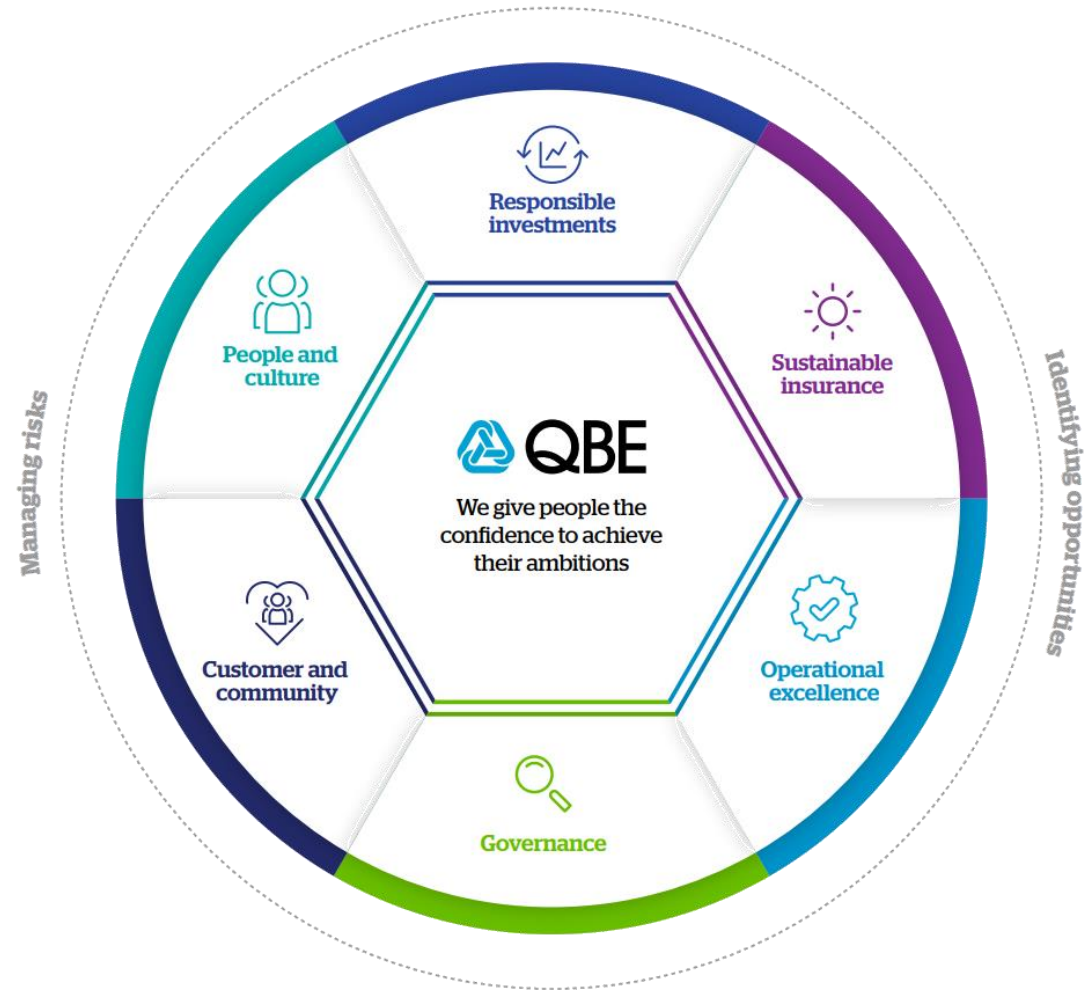 Responsible
investments
Sustainable
insurance
Operational
excellence
Governance
Customer and
community
People and
culture
QBE
We give people the
confidence to achieve
their ambitions
Managing risks
Identifying opportunities